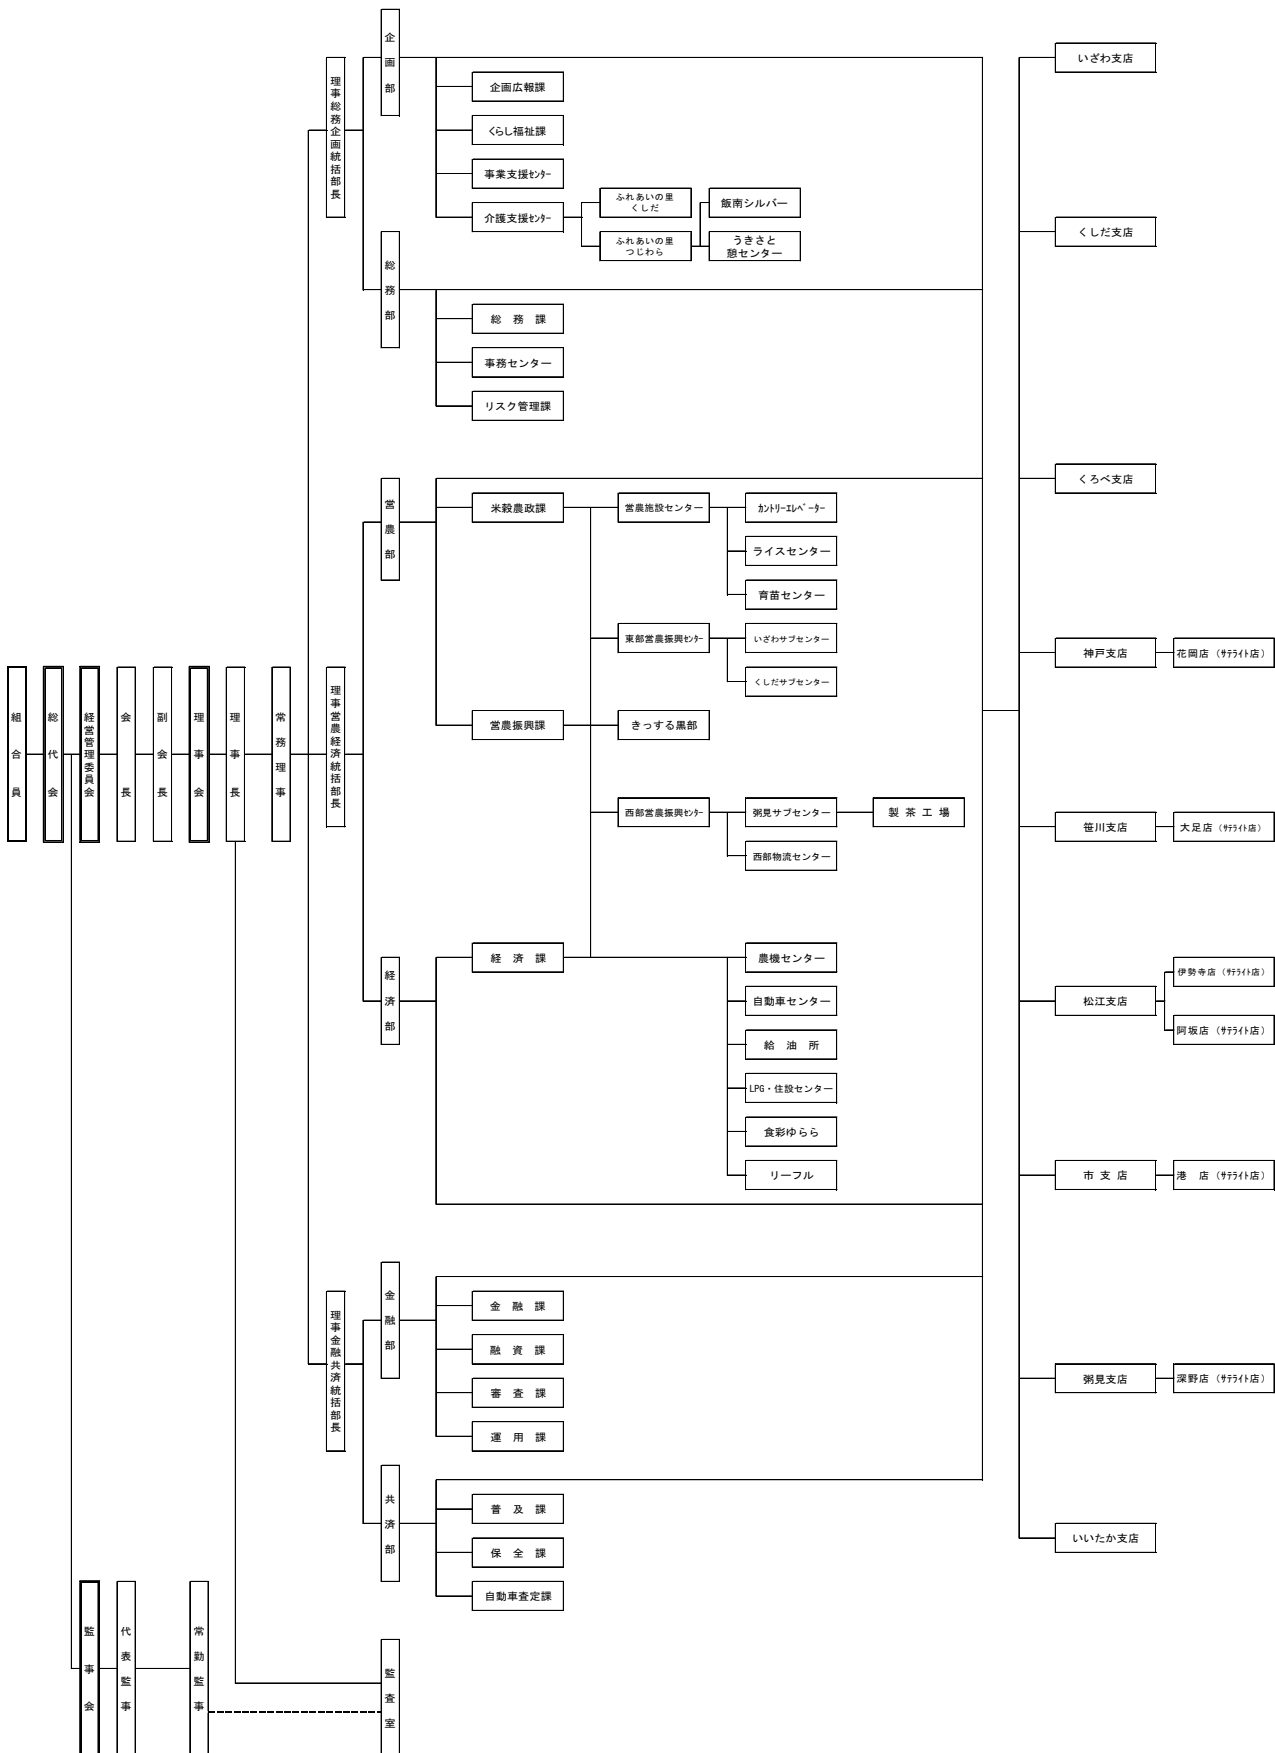 組合員
総代会
経営管理委員会
会長
副会長
理事会
理事長
常務理事
監事会
代表監事
常勤監事
監査室
理事総務企画統括部長
企画部
企画広報課
くらし福祉課
事業支援ｾﾝﾀｰ
介護支援ｾﾝﾀｰ
ふれあいの里
くしだ
ふれあいの里
つじわら
飯南シルバー
うきさと
憩センター
総務部
総　務　課
事務センター
リスク管理課
理事営農経済統括部長
営農部
米穀農政課
営農振興課
営農施設センター
ｶﾝﾄﾘｰｴﾚﾍﾞｰﾀｰ
ライスセンター
育苗センター
東部営農振興ｾﾝﾀｰ
いざわサブセンター
くしだサブセンター
きっする黒部
西部営農振興ｾﾝﾀｰ
粥見サブセンター
製 茶 工 場
西部物流センター
経済部
経　済　課
農機センター
自動車センター
給　油　所
LPG・住設センター
食彩ゆらら
リーフル
理事金融共済統括部長
金融部
金　融　課
融　資　課
審　査　課
運　用　課
共済部
普　及　課
保　全　課
自動車査定課
いざわ支店
くしだ支店
くろべ支店
神戸支店
花岡店（ｻﾃﾗｲﾄ店）
笹川支店
大足店（ｻﾃﾗｲﾄ店）
松江支店
伊勢寺店（ｻﾃﾗｲﾄ店）
阿坂店（ｻﾃﾗｲﾄ店）
市 支 店
港　店（ｻﾃﾗｲﾄ店）
粥見支店
深野店（ｻﾃﾗｲﾄ店）
いいたか支店